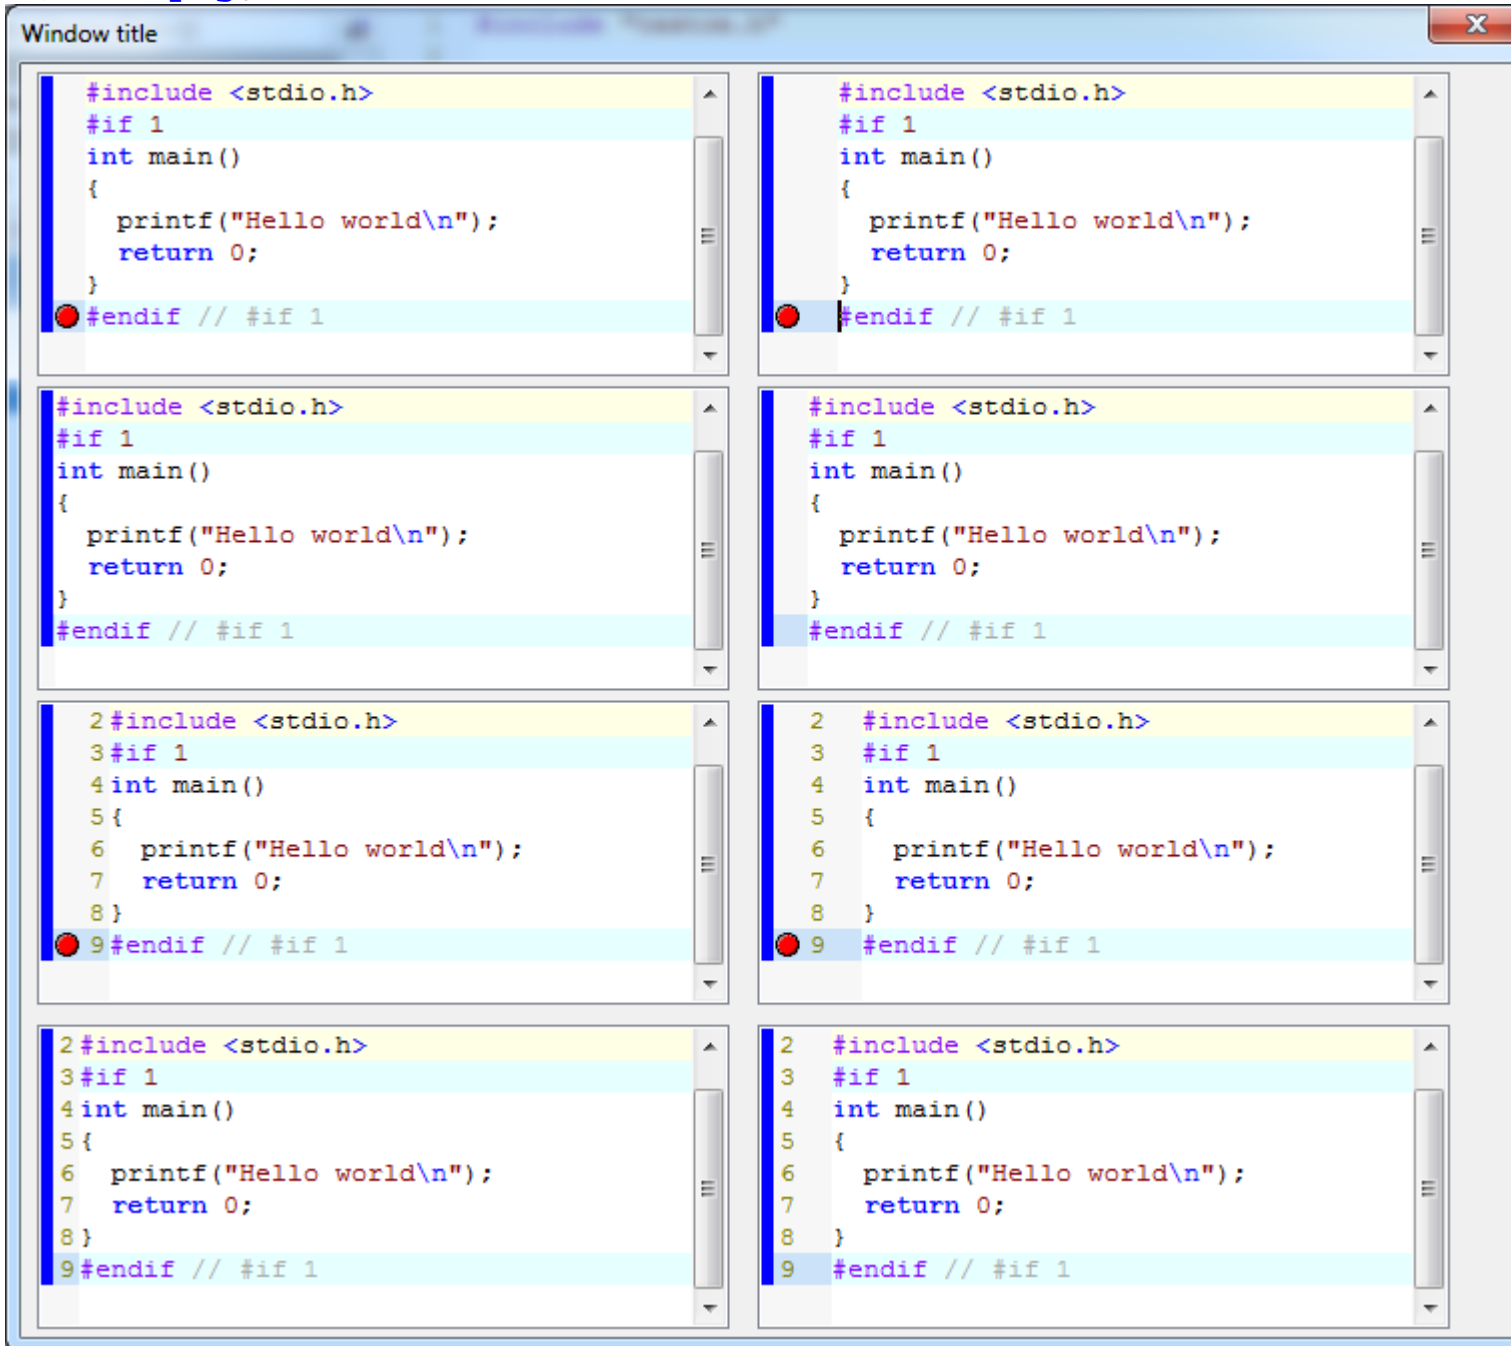 Window title
#include <stdio.h>
#if 1
int main()
{
  printf("Hello world\n");
  return 0;
}
#endif // #if 1
#include <stdio.h>
#if 1
int main()
{
  printf("Hello world\n");
  return 0;
}
#endif // #if 1
#include <stdio.h>
#if 1
int main()
{
  printf("Hello world\n");
  return 0;
}
#endif // #if 1
#include <stdio.h>
#if 1
int main()
{
  printf("Hello world\n");
  return 0;
}
#endif // #if 1
2 #include <stdio.h>
3 #if 1
4 int main()
5 {
6   printf("Hello world\n");
7   return 0;
8 }
9 #endif // #if 1
2 #include <stdio.h>
3 #if 1
4 int main()
5 {
6   printf("Hello world\n");
7   return 0;
8 }
9 #endif // #if 1
2 #include <stdio.h>
3 #if 1
4 int main()
5 {
6   printf("Hello world\n");
7   return 0;
8 }
9 #endif // #if 1
2 #include <stdio.h>
3 #if 1
4 int main()
5 {
6   printf("Hello world\n");
7   return 0;
8 }
9 #endif // #if 1